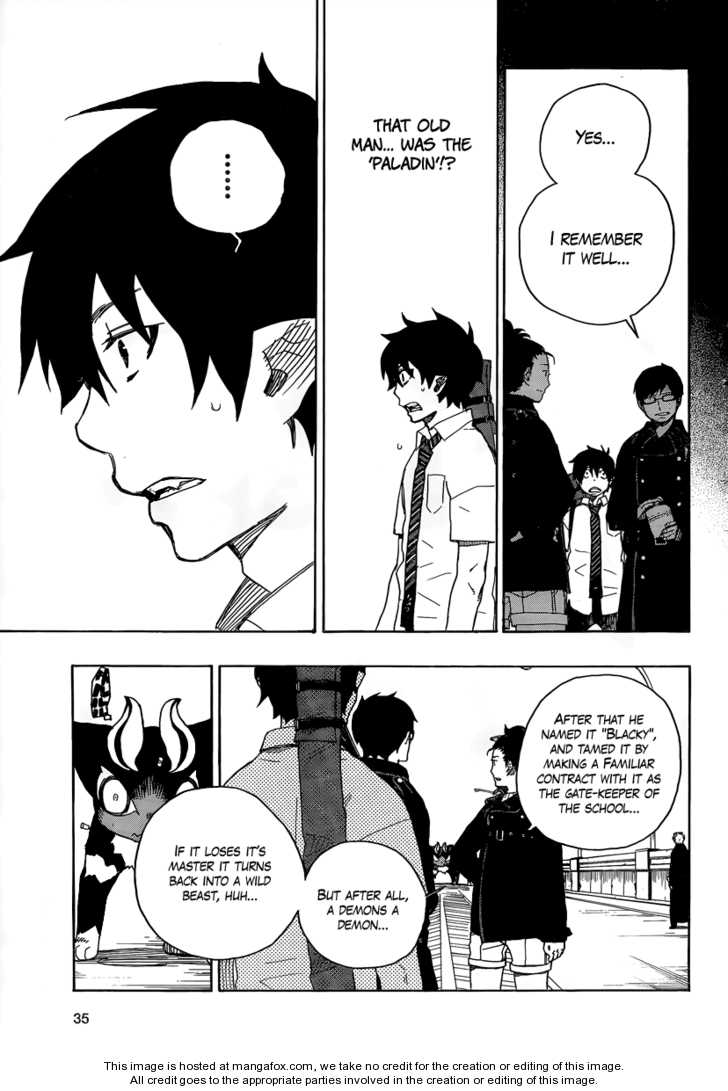 YES...
I REMEMBER
IT WELL...
THAT OLD
MAN... WAS THE
'PALADIN'!?
......
AFTER THAT HE
NAMED IT "BLACKY",
AND TAMED IT BY
MAKING A FAMILIAR
CONTRACT WITH IT AS
THE GATE-KEEPER OF
THE SCHOOL...
BUT AFTER ALL,
A DEMONS A
DEMON...
IF IT LOSES IT'S
MASTER IT TURNS
BACK INTO A WILD
BEAST, HUH...
35
This image is hosted at mangafox.com, we take no credit for the creation or editing of this image.
All credit goes to the appropriate parties involved in the creation or editing of this image.